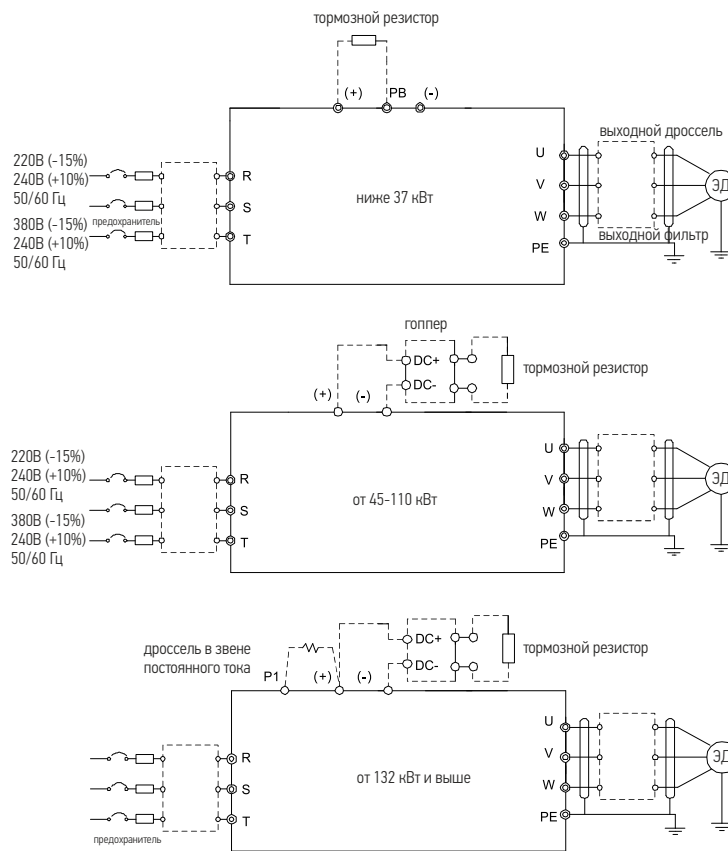 тормозной резистор
(+) PB (-)
220В (-15%)
240В (+10%)
50/60 Гц
предохранитель
380В (-15%)
240В (+10%)
50/60 Гц
R
S
T
ниже 37 кВт
U
V
W
PE
выходной дроссель
выходной фильтр
ЭД
гоппер
DC+
DC-
тормозной резистор
(+) (-)
220В (-15%)
240В (+10%)
50/60 Гц
380В (-15%)
240В (+10%)
50/60 Гц
R
S
T
от 45-110 кВт
U
V
W
PE
ЭД
дроссель в звене
постоянного тока
DC+
DC-
тормозной резистор
P1 (+) (-)
R
S
T
предохранитель
от 132 кВт и выше
U
V
W
PE
ЭД